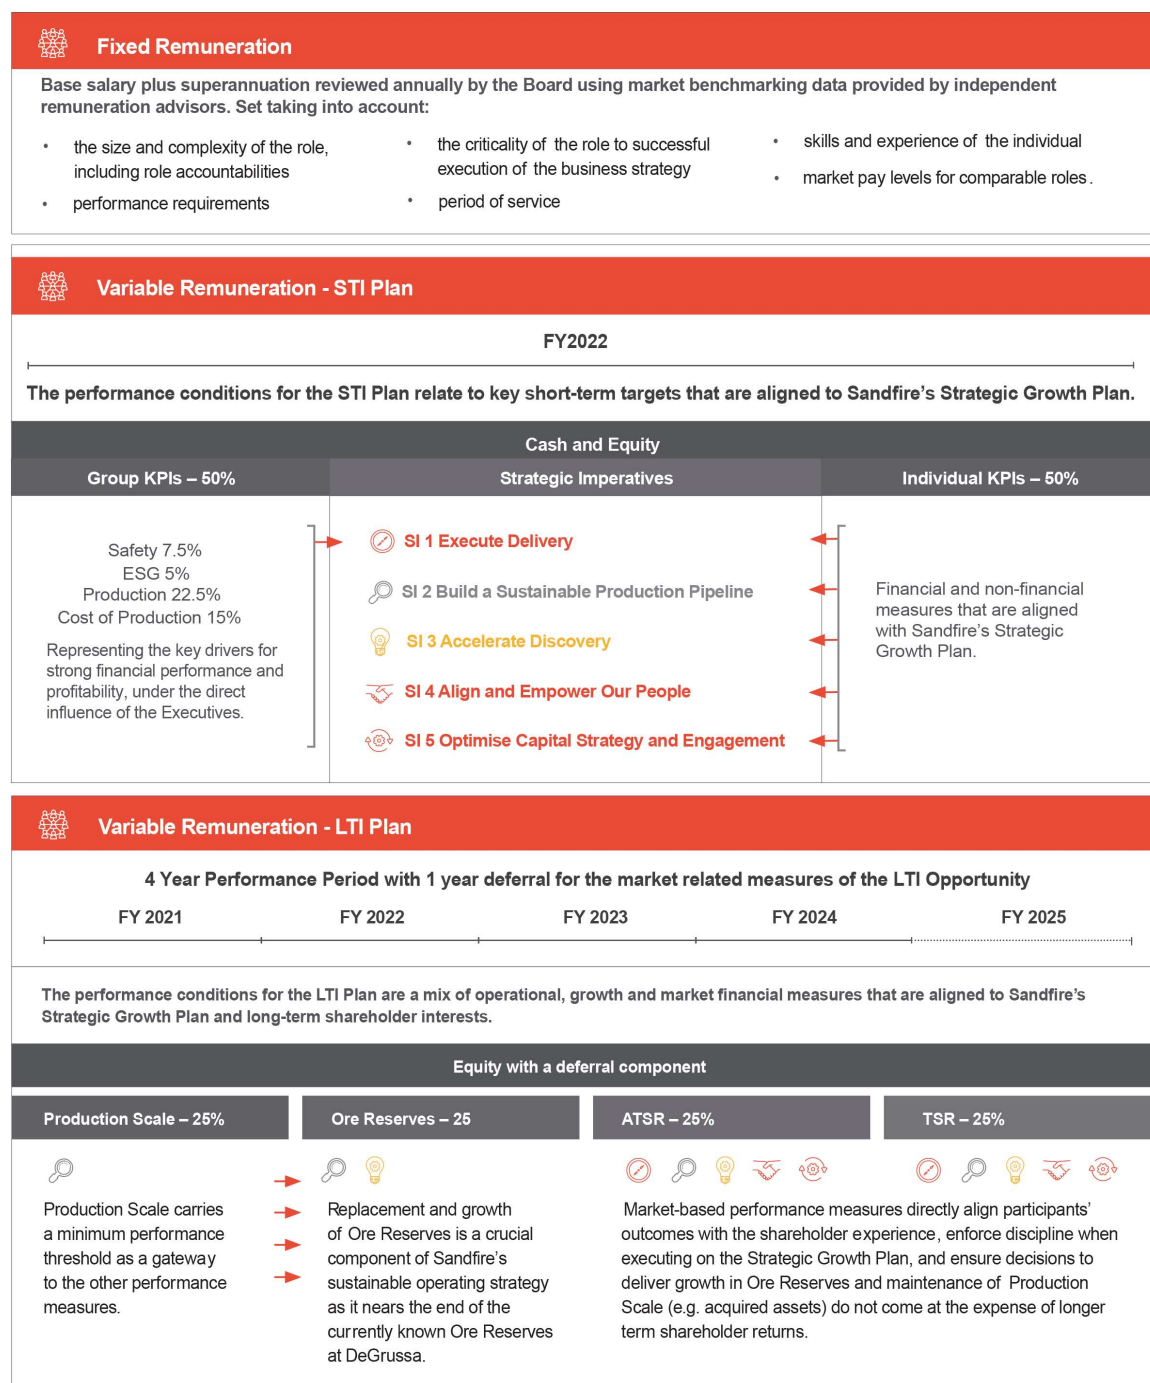 Fixed Remuneration
Base salary plus superannuation reviewed annually by the Board using market benchmarking data provided by independent
remuneration advisors. Set taking into account:
• the size and complexity of the role,
including role accountabilities
• performance requirements
• the criticality of the role to successful
execution of the business strategy
• period of service
• skills and experience of the individual
• market pay levels for comparable roles.
Variable Remuneration - STI Plan
FY2022
The performance conditions for the STI Plan relate to key short-term targets that are aligned to Sandfire's Strategic Growth Plan.
Cash and Equity
Group KPIs – 50%
Strategic Imperatives
Individual KPIs – 50%
Safety 7.5%
ESG 5%
Production 22.5%
Cost of Production 15%
Representing the key drivers for
strong financial performance and
profitability, under the direct
influence of the Executives.
SI 1 Execute Delivery
SI 2 Build a Sustainable Production Pipeline
SI 3 Accelerate Discovery
SI 4 Align and Empower Our People
SI 5 Optimise Capital Strategy and Engagement
Financial and non-financial
measures that are aligned
with Sandfire's Strategic
Growth Plan.
Variable Remuneration - LTI Plan
4 Year Performance Period with 1 year deferral for the market related measures of the LTI Opportunity
FY 2021
FY 2022
FY 2023
FY 2024
FY 2025
The performance conditions for the LTI Plan are a mix of operational, growth and market financial measures that are aligned to Sandfire's
Strategic Growth Plan and long-term shareholder interests.
Equity with a deferral component
Production Scale – 25%
Ore Reserves – 25
ATSR – 25%
TSR – 25%
Production Scale carries
a minimum performance
threshold as a gateway
to the other performance
measures.
Replacement and growth
of Ore Reserves is a crucial
component of Sandfire's
sustainable operating strategy
as it nears the end of the
currently known Ore Reserves
at DeGrussa.
Market-based performance measures directly align participants'
outcomes with the shareholder experience, enforce discipline when
executing on the Strategic Growth Plan, and ensure decisions to
deliver growth in Ore Reserves and maintenance of Production
Scale (e.g. acquired assets) do not come at the expense of longer
term shareholder returns.